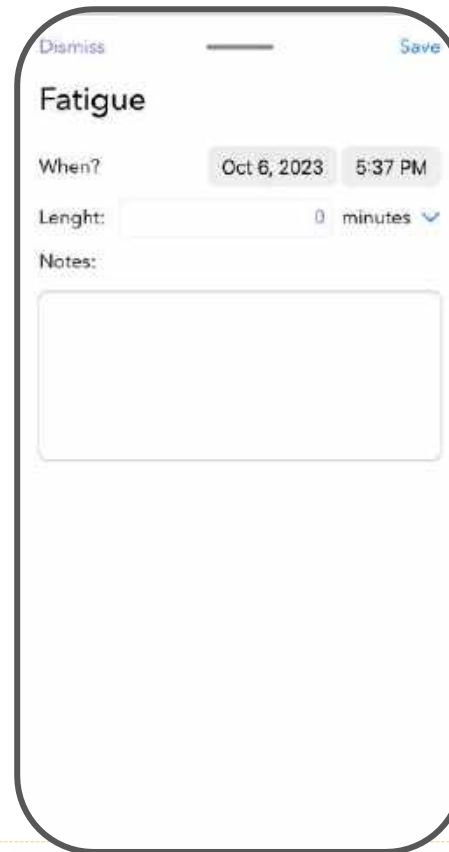 Dismiss Save
Fatigue
When? Oct 6, 2023 5:37 PM
Lenght: 0 minutes
Notes: